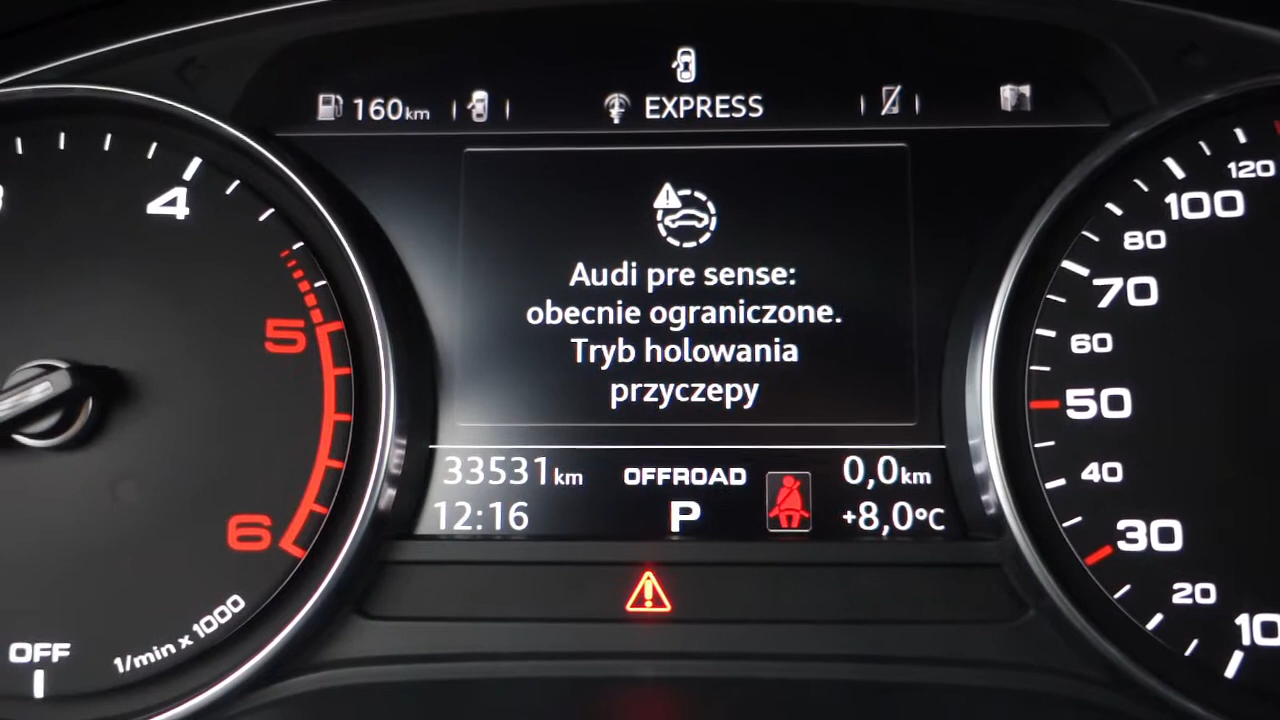 160km
EXPRESS
Audi pre sense:
obecnie ograniczone.
Tryb holowania
przyczepy
33531km
OFFROAD
0,0km
12:16
P
+8,0°C
4
5
6
1/min x 1000
OFF
120
100
80
70
60
50
40
30
20
10